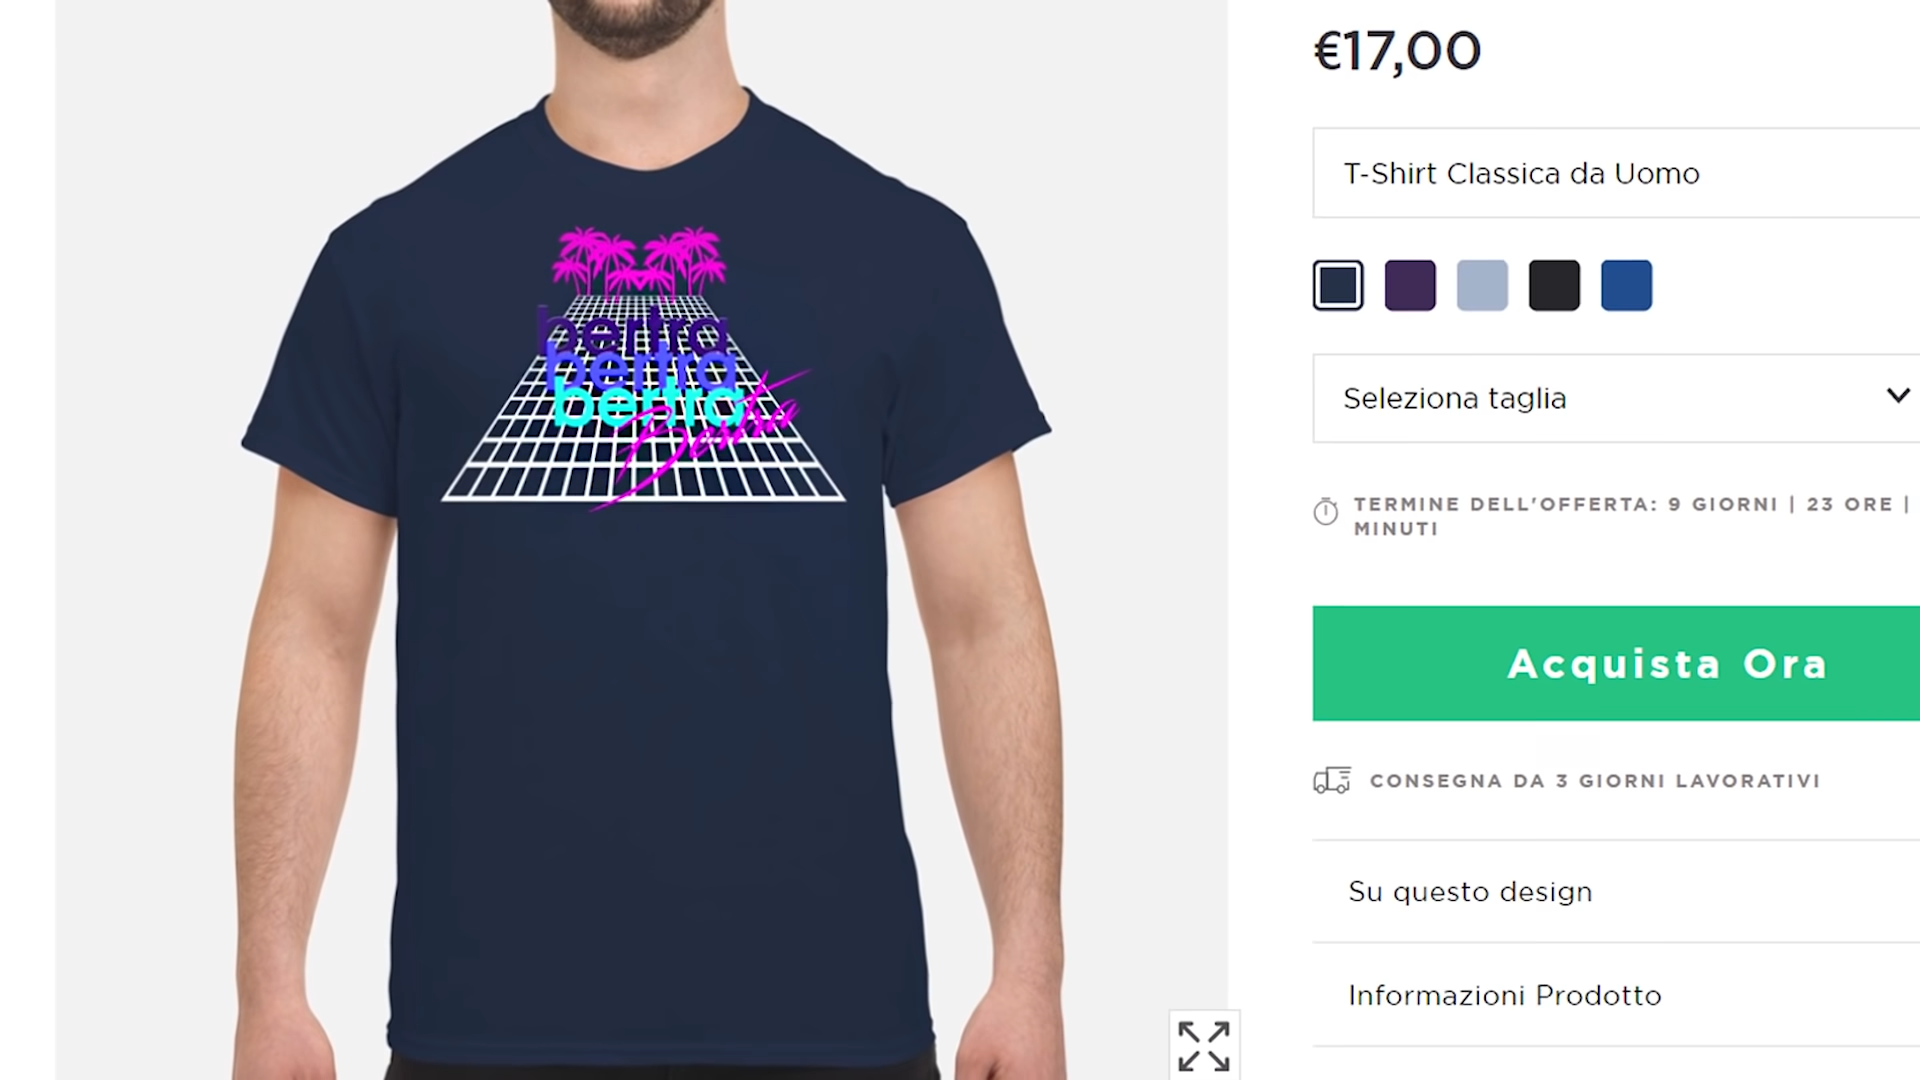 €17,00
T-Shirt Classica da Uomo
Seleziona taglia
TERMINE DELL'OFFERTA: 9 GIORNI | 23 ORE |
MINUTI
Acquista Ora
CONSEGNA DA 3 GIORNI LAVORATIVI
Su questo design
Informazioni Prodotto
bertra
bertra
bertra
Bertra